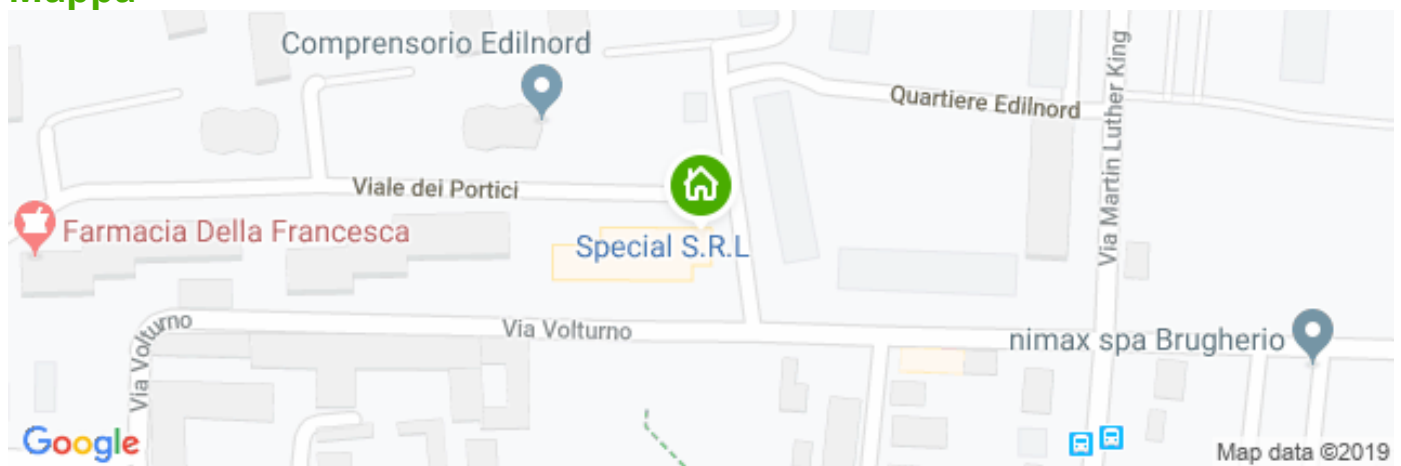 Mappa
Comprensorio Edilnord
Via Martin Luther King
Quartiere Edilnord
Viale dei Portici
Farmacia Della Francesca
Special S.R.L
Via Volturno
Via Volturno
nimax spa Brugherio
Google
Map data ©2019